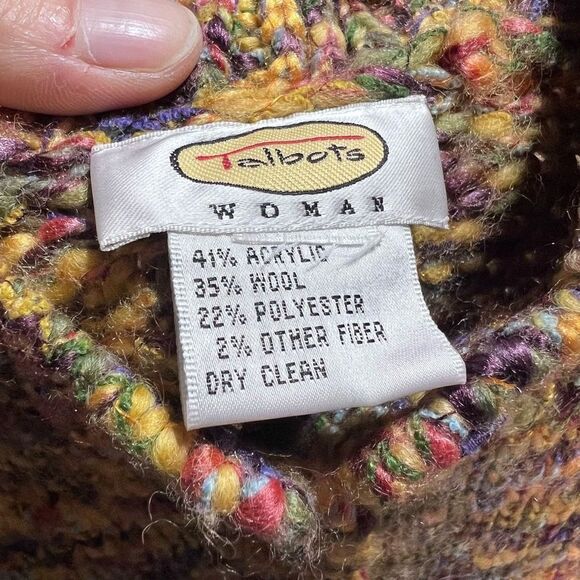 Talbots
WOMAN
41% ACRYLIC
35% WOOL
22% POLYESTER
2% OTHER FIBER
DRY CLEAN